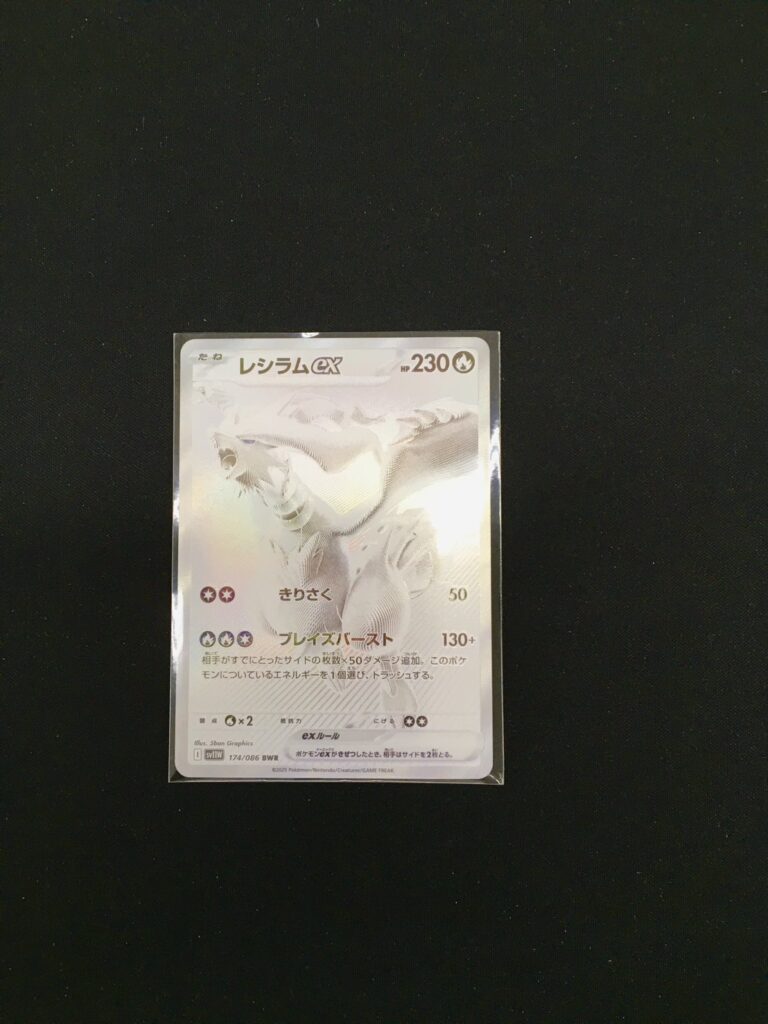 たね レシラムex HP230
きりさく 50
ブレイズバースト 130+
相手がすでにとったサイドの枚数×50ダメージ追加。このポケ
モンについているエネルギーを1個選び、トラッシュする。
弱点 ×2 抵抗力 にげる
exルール
ポケモンexがきぜつしたとき、相手はサイドを2枚とる。
Illus. 5ban Graphics
I SV11W 174/086 BWR
©2025 Pokémon/Nintendo/Creatures/GAME FREAK